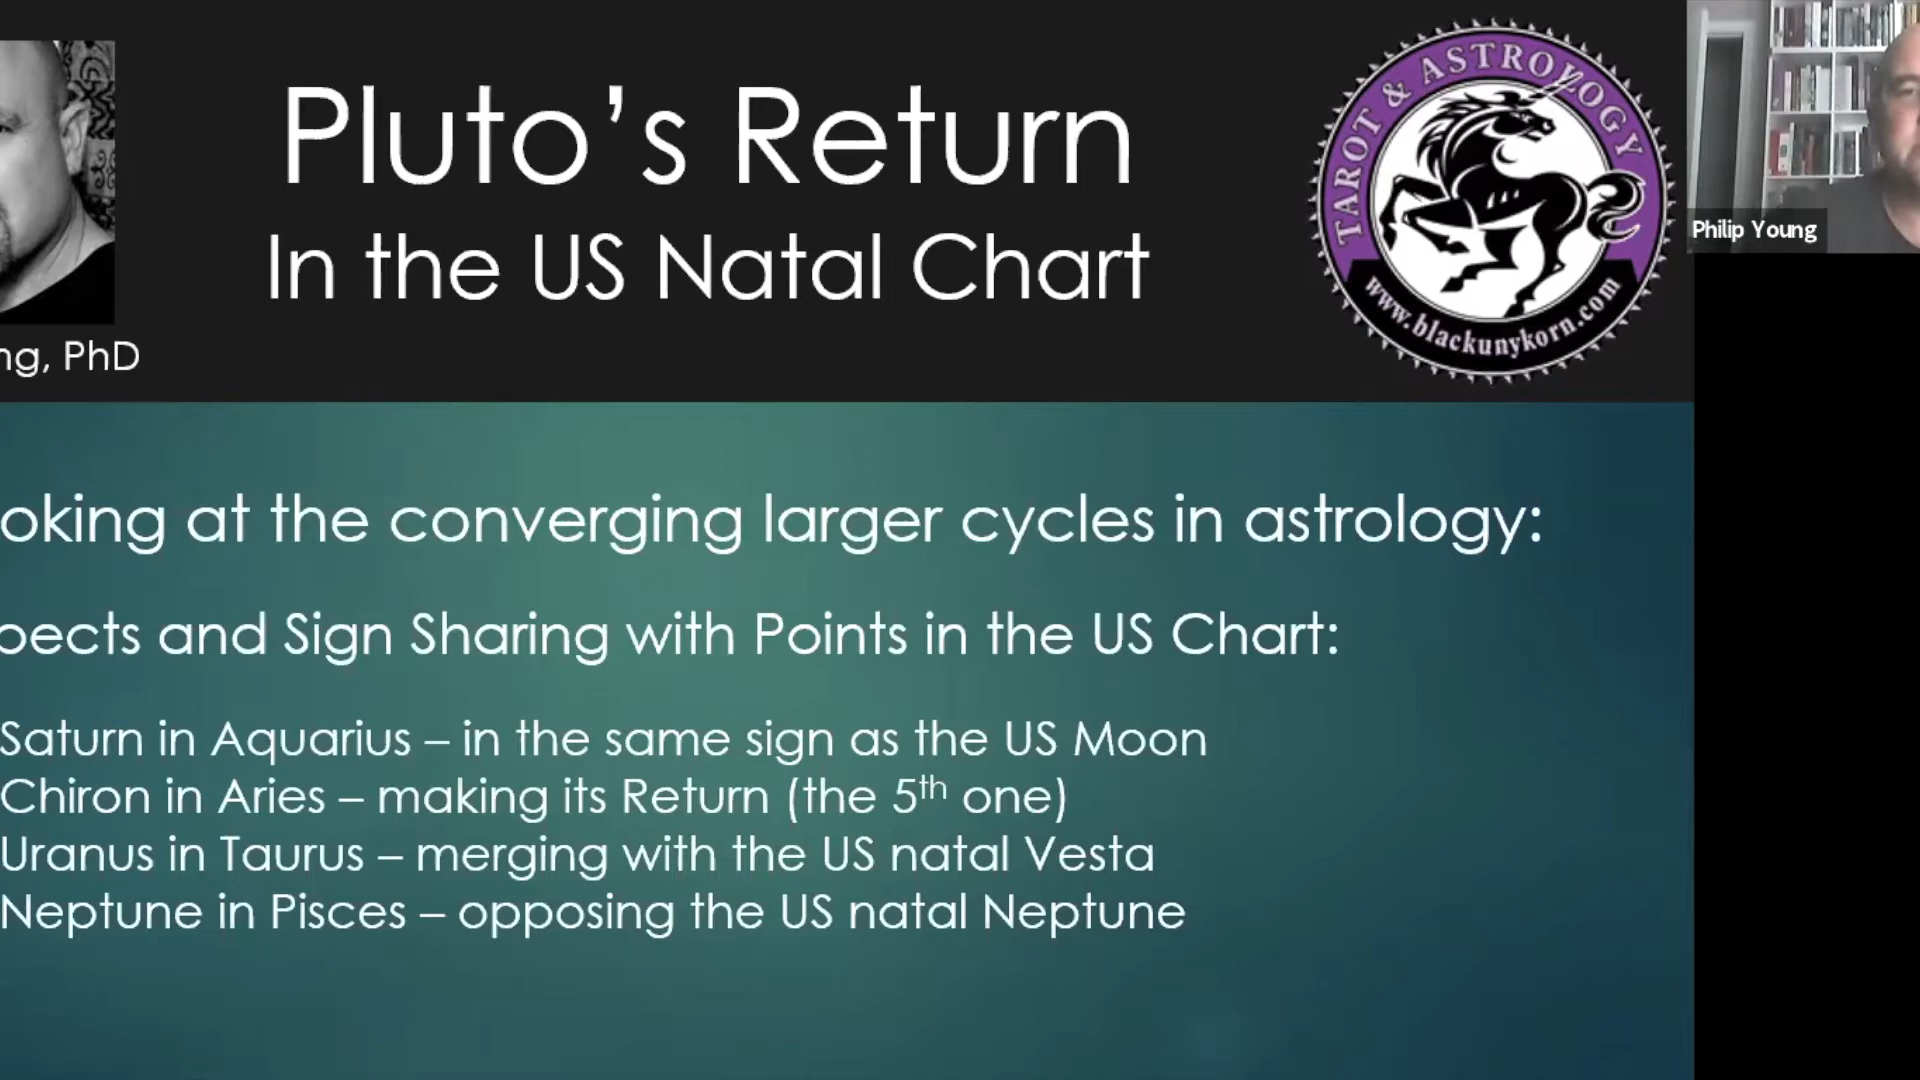 Pluto’s Return
In the US Natal Chart
TAROT & ASTROLOGY
www.blackunykorn.com
Philip Young
ng, PhD
oking at the converging larger cycles in astrology:
pects and Sign Sharing with Points in the US Chart:
Saturn in Aquarius – in the same sign as the US Moon
Chiron in Aries – making its Return (the 5th one)
Uranus in Taurus – merging with the US natal Vesta
Neptune in Pisces – opposing the US natal Neptune